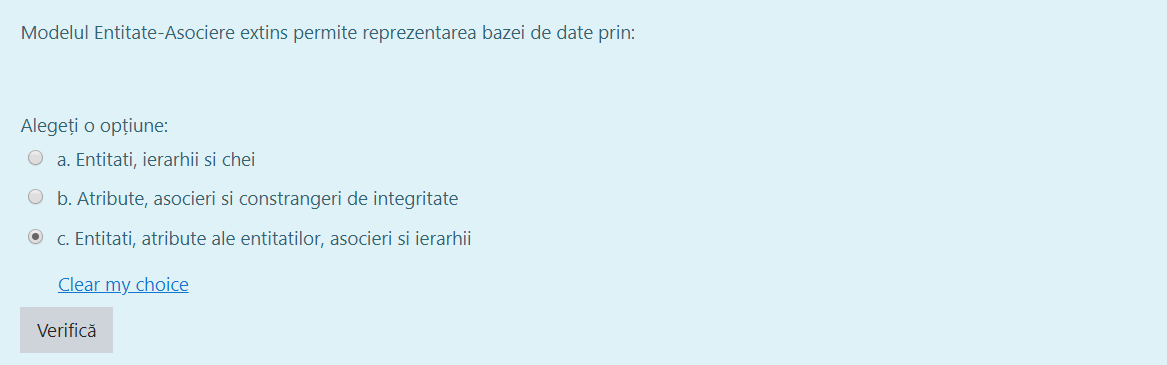 Modelul Entitate-Asociere extins permite reprezentarea bazei de date prin:
Alegeți o opțiune:
a. Entitati, ierarhii si chei
b. Atribute, asocieri si constrangeri de integritate
c. Entitati, atribute ale entitatilor, asocieri si ierarhii
Clear my choice
Verifică